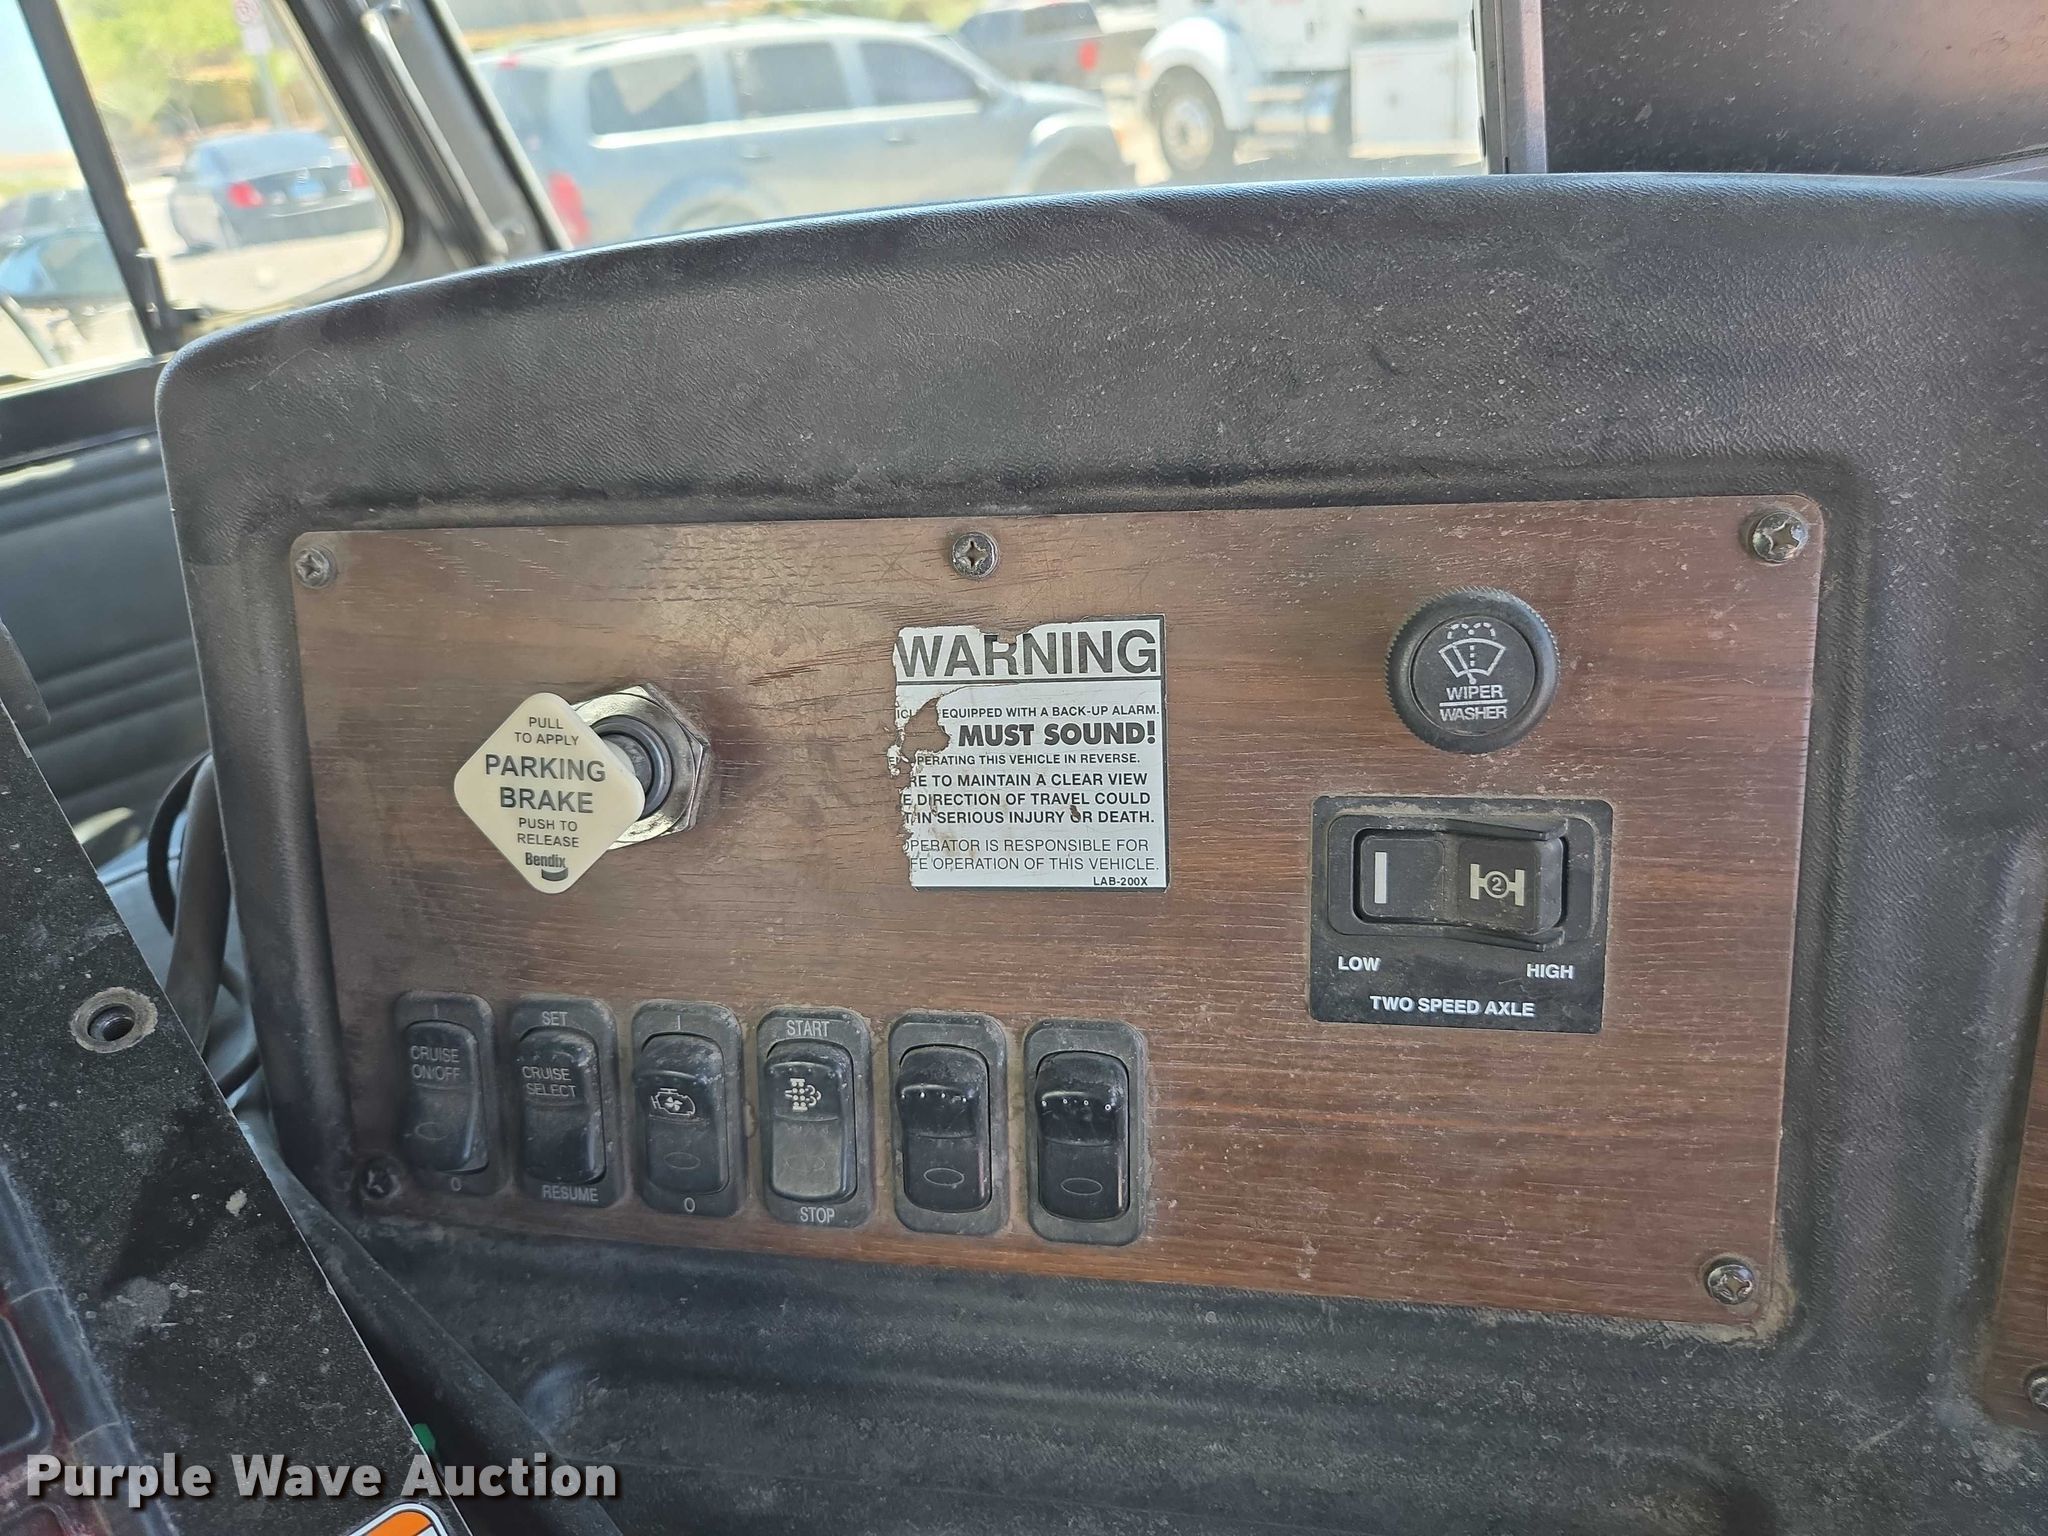 PULL
TO APPLY
PARKING
BRAKE
PUSH TO
RELEASE
Bendix
WARNING
EQUIPPED WITH A BACK-UP ALARM.
MUST SOUND!
OPERATING THIS VEHICLE IN REVERSE.
TO MAINTAIN A CLEAR VIEW
DIRECTION OF TRAVEL COULD
IN SERIOUS INJURY OR DEATH.
OPERATOR IS RESPONSIBLE FOR
OPERATION OF THIS VEHICLE.
LAB-200X
WIPER
WASHER
2
LOW
HIGH
TWO SPEED AXLE
I
CRUISE
ON/OFF
O
SET
CRUISE
SELECT
RESUME
I
O
START
STOP
Purple Wave Auction